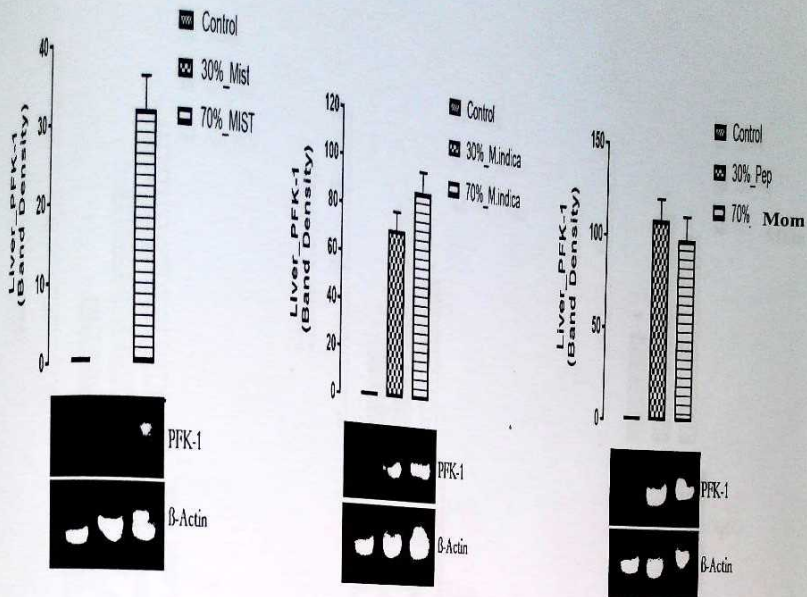 Control
30%_Mist
70%_MIST
40
30
20
10
0
Liver_PFK-1
(Band Density)
PFK-1
ß-Actin
Control
30%_M.indica
70%_M.indica
120
100
80
60
40
20
0
Liver_PFK-1
(Band Density)
PFK-1
ß-Actin
Control
30%_Pep
70%_Mom
150
100
50
0
Liver_PFK-1
(Band Density)
PFK-1
ß-Actin